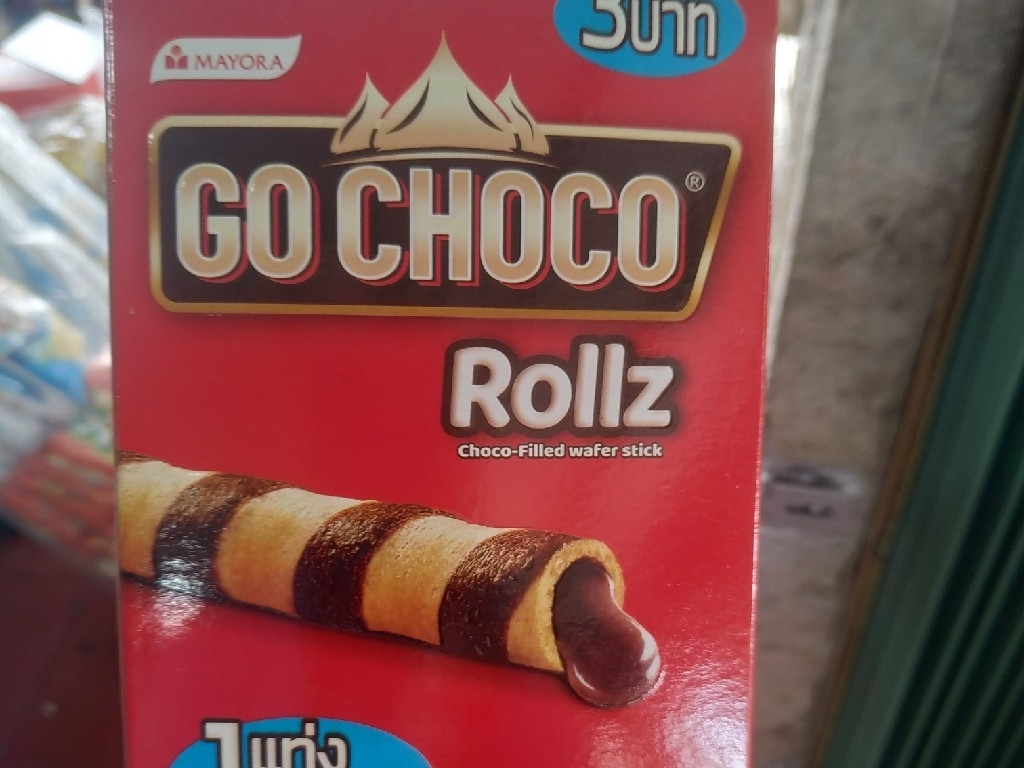 3บาท
MAYORA
GO CHOCO®
Rollz
Choco-Filled wafer stick
1 แท่ง